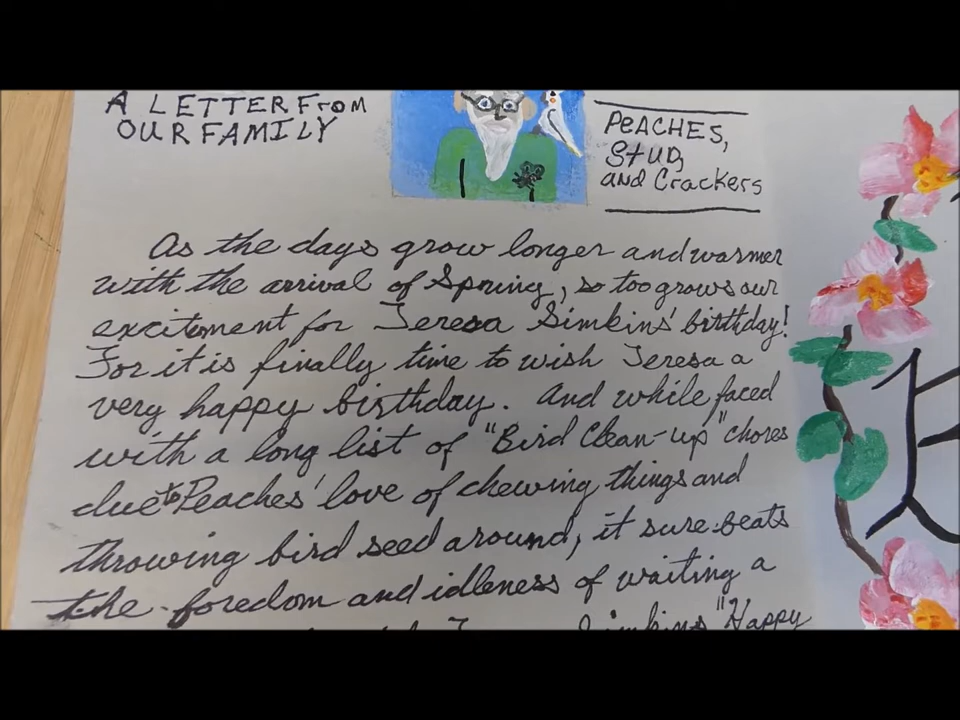 A LETTER From
OUR FAMILY
PEACHES,
Stud,
and Crackers
As the days grow longer and warmer
with the arrival of Spring, so too grows our
excitement for Teresa Simkins' birthday!
For it is finally time to wish Teresa a
very happy birthday. And while faced
with a long list of "Bird Clean-up" chores
due to Peaches' love of chewing things and
throwing bird seed around, it sure beats
the foredom and idleness of waiting a
Simkins "Happy